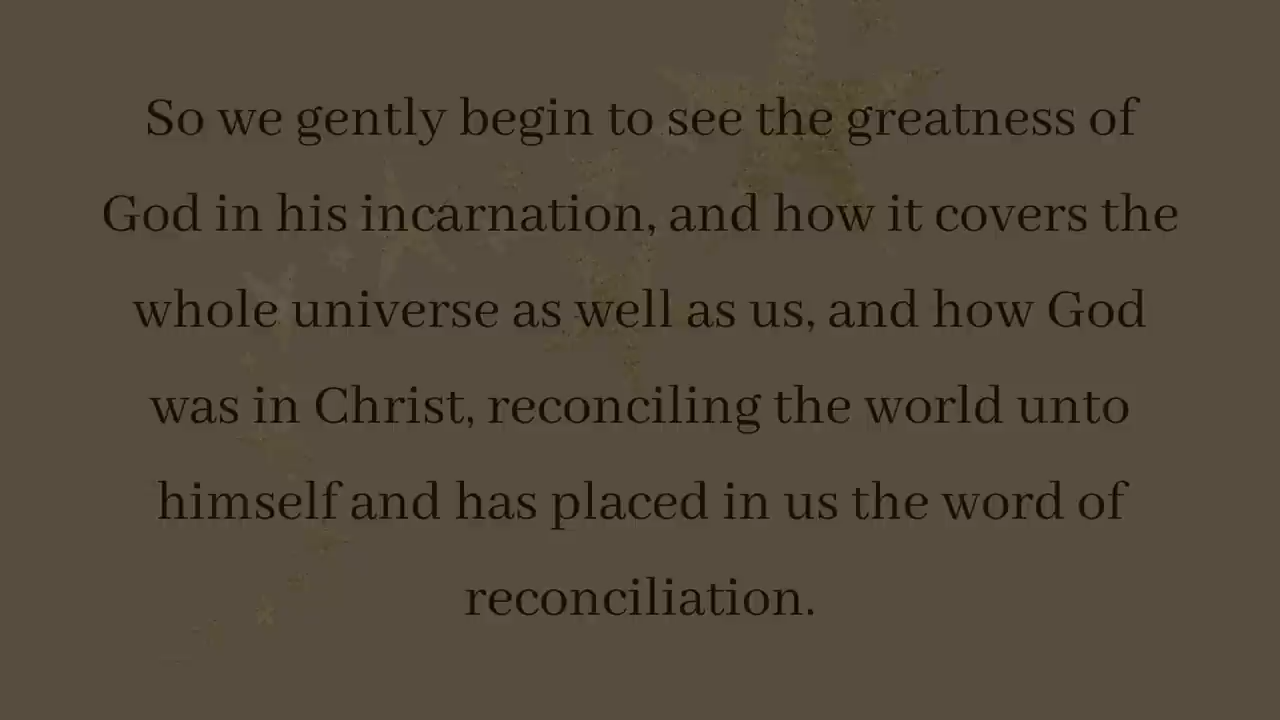 So we gently begin to see the greatness of
God in his incarnation, and how it covers the
whole universe as well as us, and how God
was in Christ, reconciling the world unto
himself and has placed in us the word of
reconciliation.